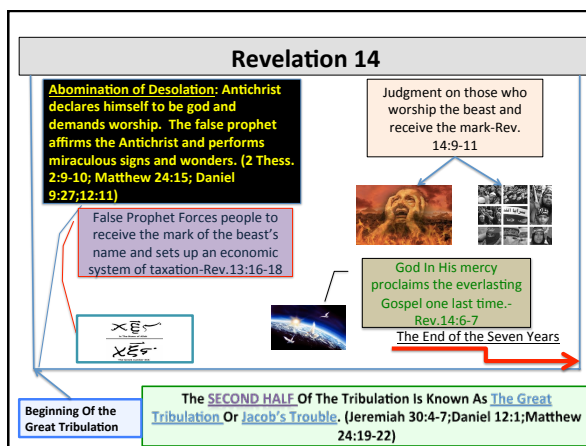 Revelation 14
Abomination of Desolation: Antichrist
declares himself to be god and
demands worship. The false prophet
affirms the Antichrist and performs
miraculous signs and wonders. (2 Thess.
2:9-10; Matthew 24:15; Daniel
9:27;12:11)
Judgment on those who
worship the beast and
receive the mark-Rev.
14:9-11
False Prophet Forces people to
receive the mark of the beast's
name and sets up an economic
system of taxation-Rev.13:16-18
God In His mercy
proclaims the everlasting
Gospel one last time.-
Rev.14:6-7
The End of the Seven Years
Beginning Of the
Great Tribulation
The SECOND HALF Of The Tribulation Is Known As The Great
Tribulation Or Jacob's Trouble. (Jeremiah 30:4-7;Daniel 12:1;Matthew
24:19-22)